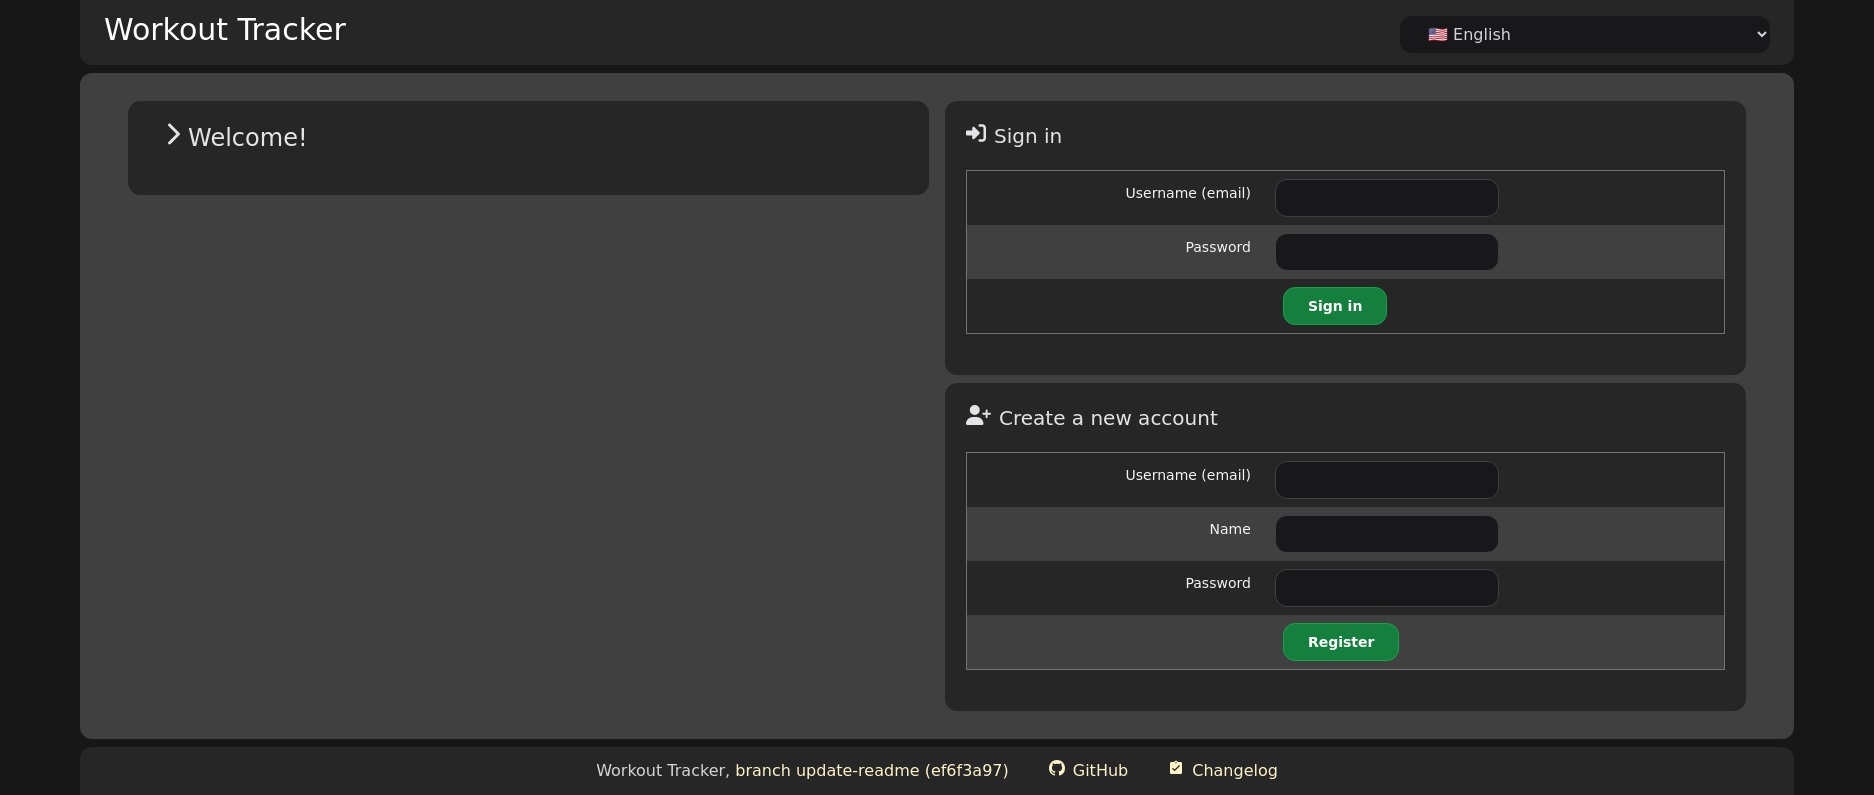 Workout Tracker
🇺🇸 English
Welcome!
Sign in
Username (email)
Password
Sign in
Create a new account
Username (email)
Name
Password
Register
Workout Tracker, branch update-readme (ef6f3a97) GitHub Changelog